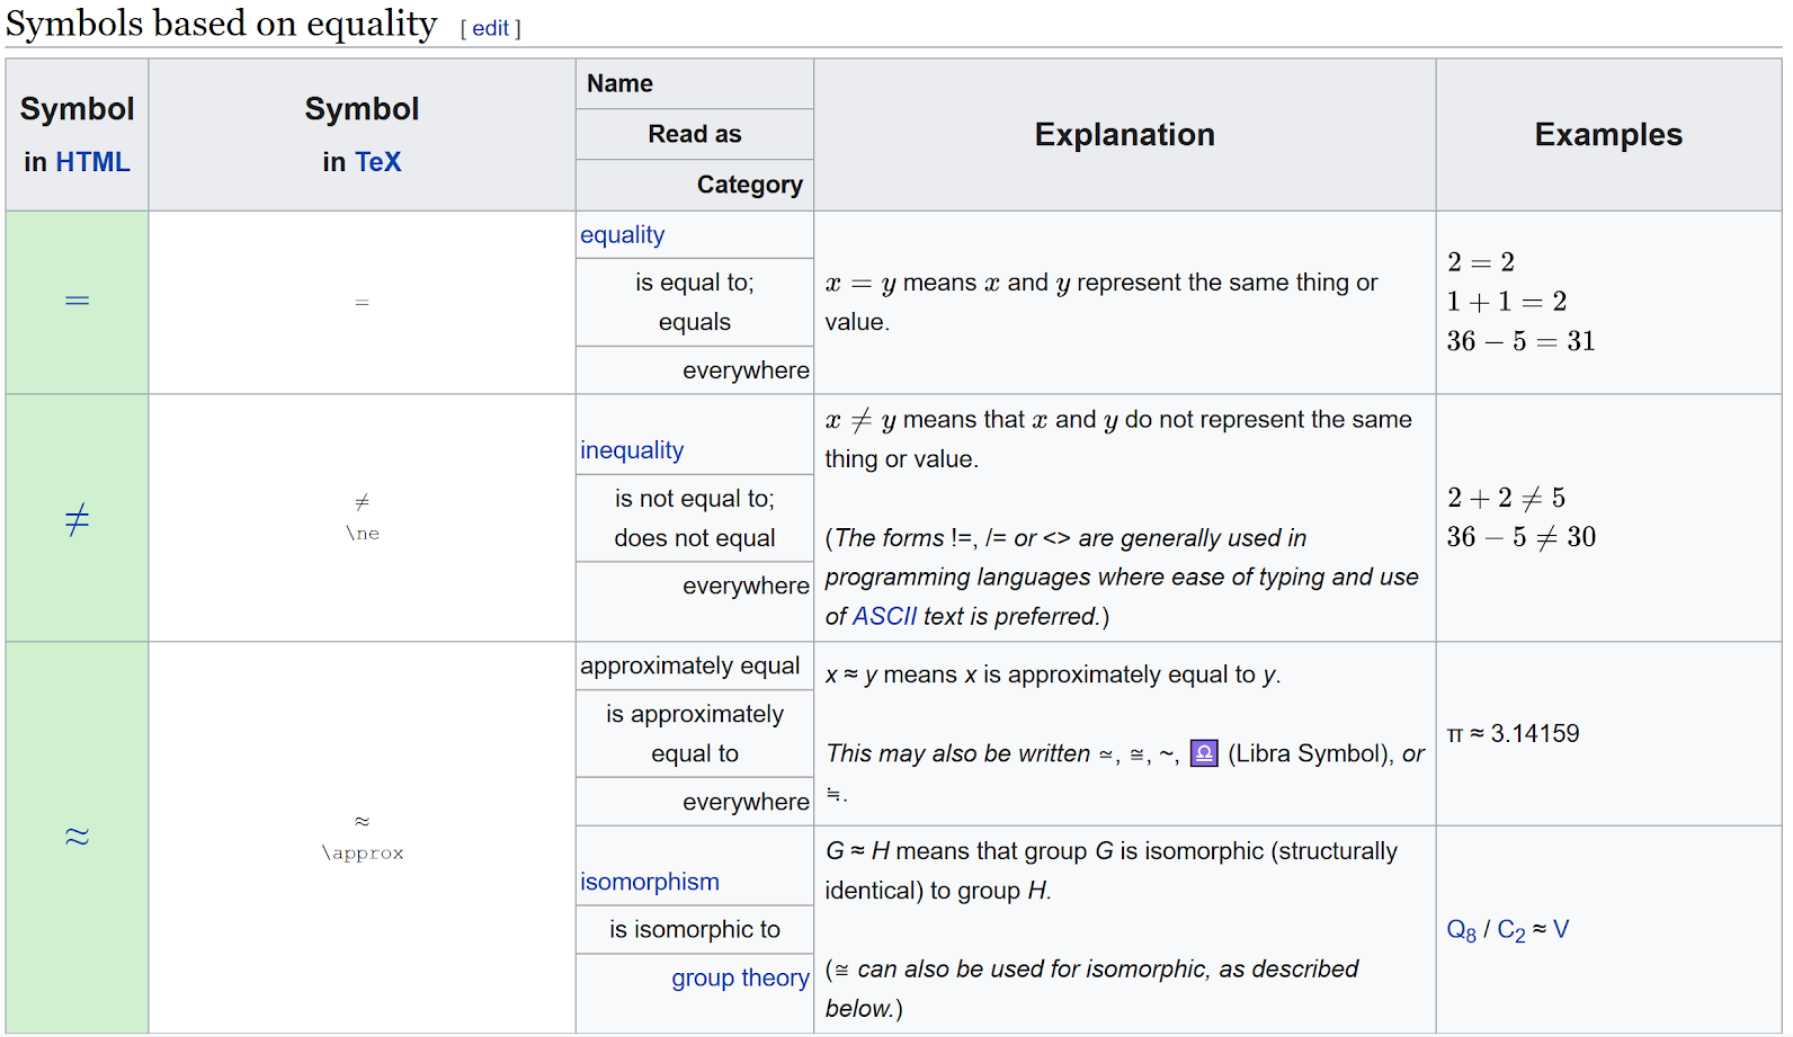 Symbols based on equality [ edit ]
Symbol
in HTML
Symbol
in TeX
Name
Read as
Category
Explanation
Examples
=
=
equality
is equal to;
equals
everywhere
x = y means x and y represent the same thing or
value.
2 = 2
1 + 1 = 2
36 − 5 = 31
≠
≠
\ne
inequality
is not equal to;
does not equal
everywhere
x ≠ y means that x and y do not represent the same
thing or value.
(The forms !=, /= or <> are generally used in
programming languages where ease of typing and use
of ASCII text is preferred.)
2 + 2 ≠ 5
36 − 5 ≠ 30
≈
≈
\approx
approximately equal
is approximately
equal to
everywhere
x ≈ y means x is approximately equal to y.
This may also be written ≃, ≅, ~, ♎ (Libra Symbol), or
≒.
π ≈ 3.14159
isomorphism
is isomorphic to
group theory
G ≈ H means that group G is isomorphic (structurally
identical) to group H.
(≅ can also be used for isomorphic, as described
below.)
Q₈ / C₂ ≈ V